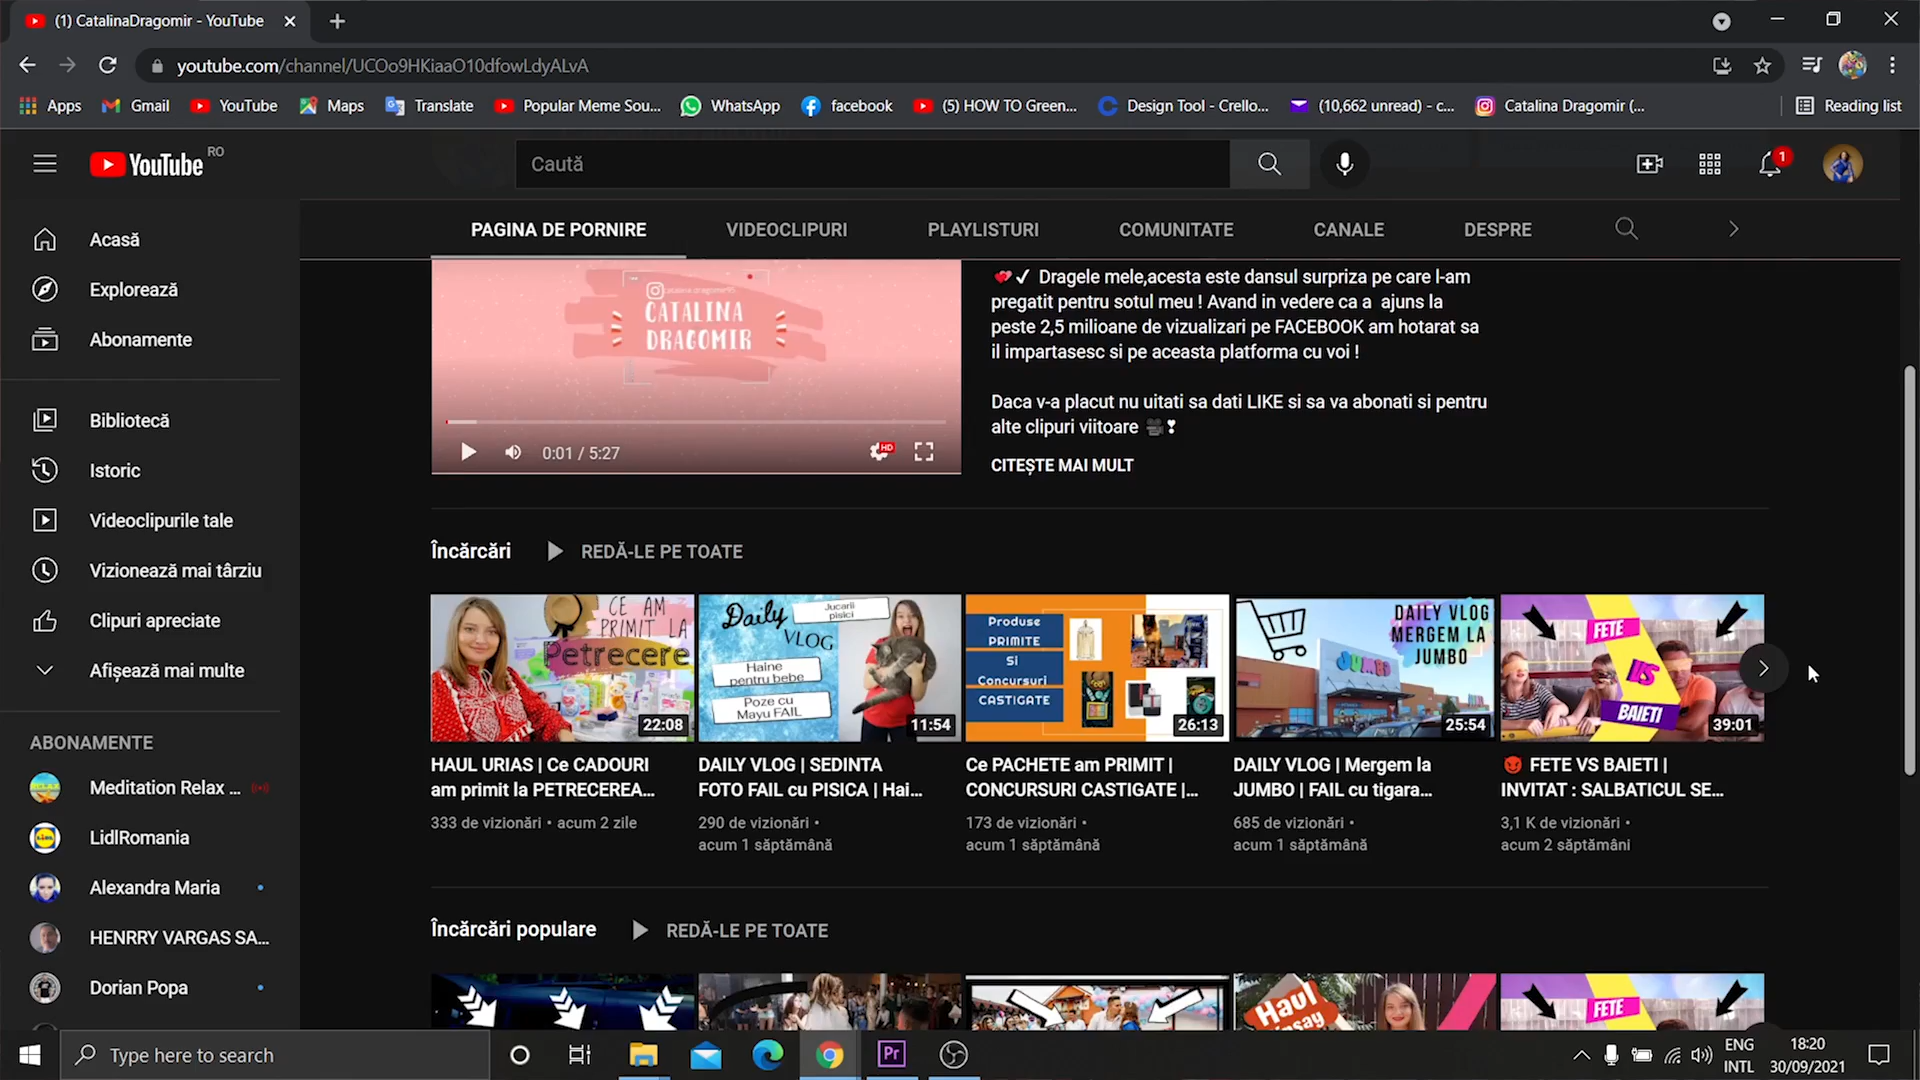 (1) CatalinaDragomir - YouTube
youtube.com/channel/UCOo9HKiaaO10dfowLdyALvA
Apps
Gmail
YouTube
Maps
Translate
Popular Meme Sou...
WhatsApp
facebook
(5) HOW TO Green...
Design Tool - Crello...
(10,662 unread) - c...
Catalina Dragomir (...
Reading list
YouTube RO
Caută
1
PAGINA DE PORNIRE
VIDEOCLIPURI
PLAYLISTURI
COMUNITATE
CANALE
DESPRE
Acasă
Explorează
Abonamente
Bibliotecă
Istoric
Videoclipurile tale
Vizionează mai târziu
Clipuri apreciate
Afișează mai multe
ABONAMENTE
Meditation Relax ...
LidlRomania
Alexandra Maria
HENRRY VARGAS SA...
Dorian Popa
CATALINA
DRAGOMIR
0:01 / 5:27
HD
💔✔ Dragele mele,acesta este dansul surpriza pe care l-am
pregatit pentru sotul meu ! Avand in vedere ca a ajuns la
peste 2,5 milioane de vizualizari pe FACEBOOK am hotarat sa
il impartasesc si pe aceasta platforma cu voi !
Daca v-a placut nu uitati sa dati LIKE si sa va abonati si pentru
alte clipuri viitoare 🎥❣
CITEȘTE MAI MULT
Încărcări
REDĂ-LE PE TOATE
CE AM
PRIMIT LA
Petrecere
22:08
Daily
VLOG
Jucarii
pisici
Haine
pentru bebe
Poze cu
Mayu FAIL
11:54
Produse
PRIMITE
Si
Concursuri
CASTIGATE
26:13
DAILY VLOG
MERGEM LA
JUMBO
JUMBO
25:54
FETE
VS
BAIETI
39:01
HAUL URIAS | Ce CADOURI
am primit la PETRECEREA...
333 de vizionări • acum 2 zile
DAILY VLOG | SEDINTA
FOTO FAIL cu PISICA | Hai...
290 de vizionări •
acum 1 săptămână
Ce PACHETE am PRIMIT |
CONCURSURI CASTIGATE |...
173 de vizionări •
acum 1 săptămână
DAILY VLOG | Mergem la
JUMBO | FAIL cu tigara...
685 de vizionări •
acum 1 săptămână
😡 FETE VS BAIETI |
INVITAT : SALBATICUL SE...
3,1 K de vizionări •
acum 2 săptămâni
Încărcări populare
REDĂ-LE PE TOATE
Haul
FETE
Type here to search
Pr
ENG
INTL
18:20
30/09/2021